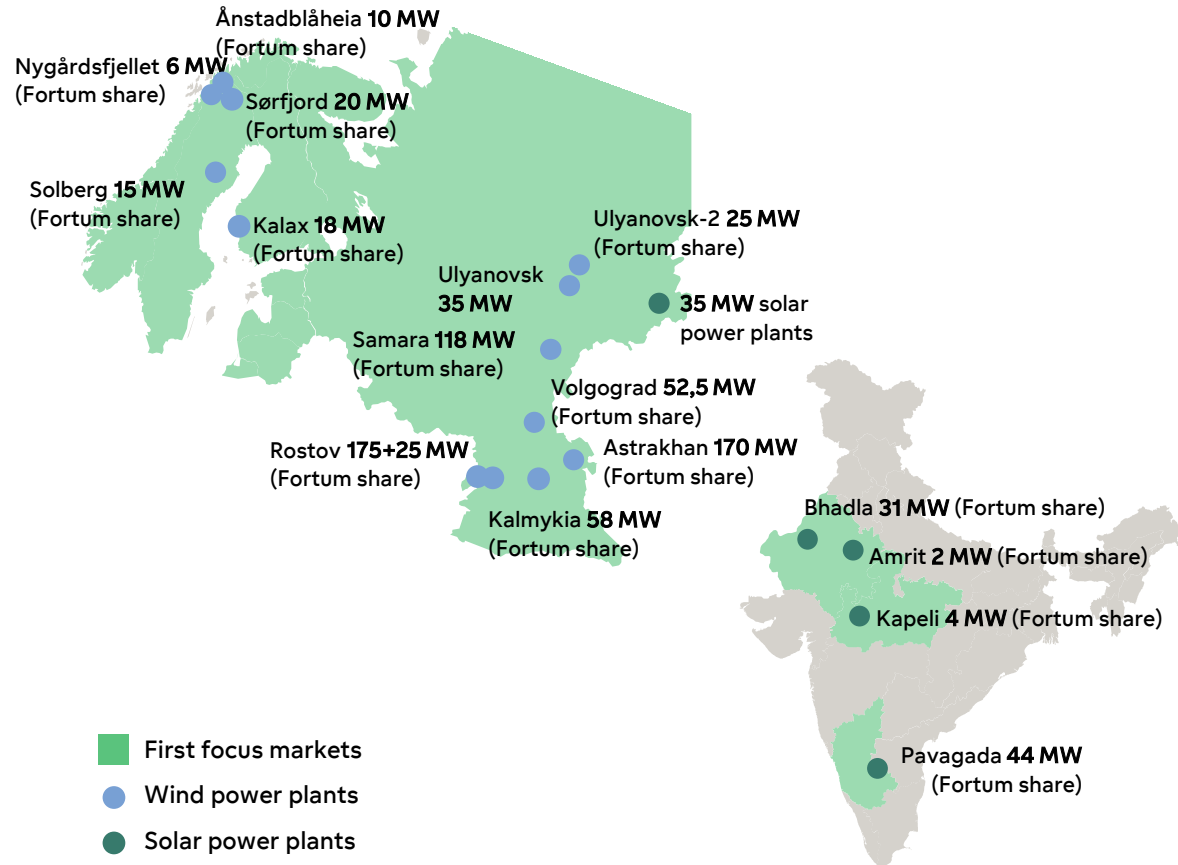 Ånstadblåheia 10 MW
(Fortum share)
Nygårdsfjellet 6 MW
(Fortum share)
Sørfjord 20 MW
(Fortum share)
Solberg 15 MW
(Fortum share)
Kalax 18 MW
(Fortum share)
Ulyanovsk-2 25 MW
(Fortum share)
Ulyanovsk
35 MW
35 MW solar
power plants
Samara 118 MW
(Fortum share)
Volgograd 52,5 MW
(Fortum share)
Rostov 175+25 MW
(Fortum share)
Astrakhan 170 MW
(Fortum share)
Kalmykia 58 MW
(Fortum share)
Bhadla 31 MW (Fortum share)
Amrit 2 MW (Fortum share)
Kapeli 4 MW (Fortum share)
Pavagada 44 MW
(Fortum share)
First focus markets
Wind power plants
Solar power plants